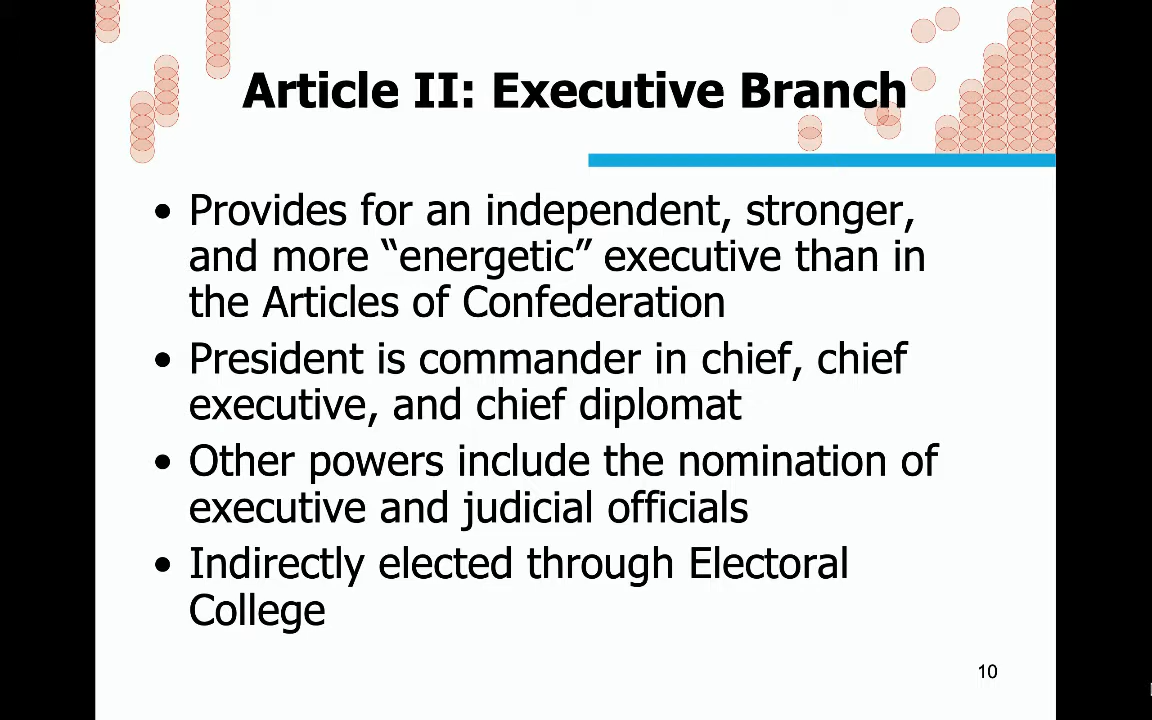 Article II: Executive Branch
• Provides for an independent, stronger,
and more “energetic” executive than in
the Articles of Confederation
• President is commander in chief, chief
executive, and chief diplomat
• Other powers include the nomination of
executive and judicial officials
• Indirectly elected through Electoral
College
10